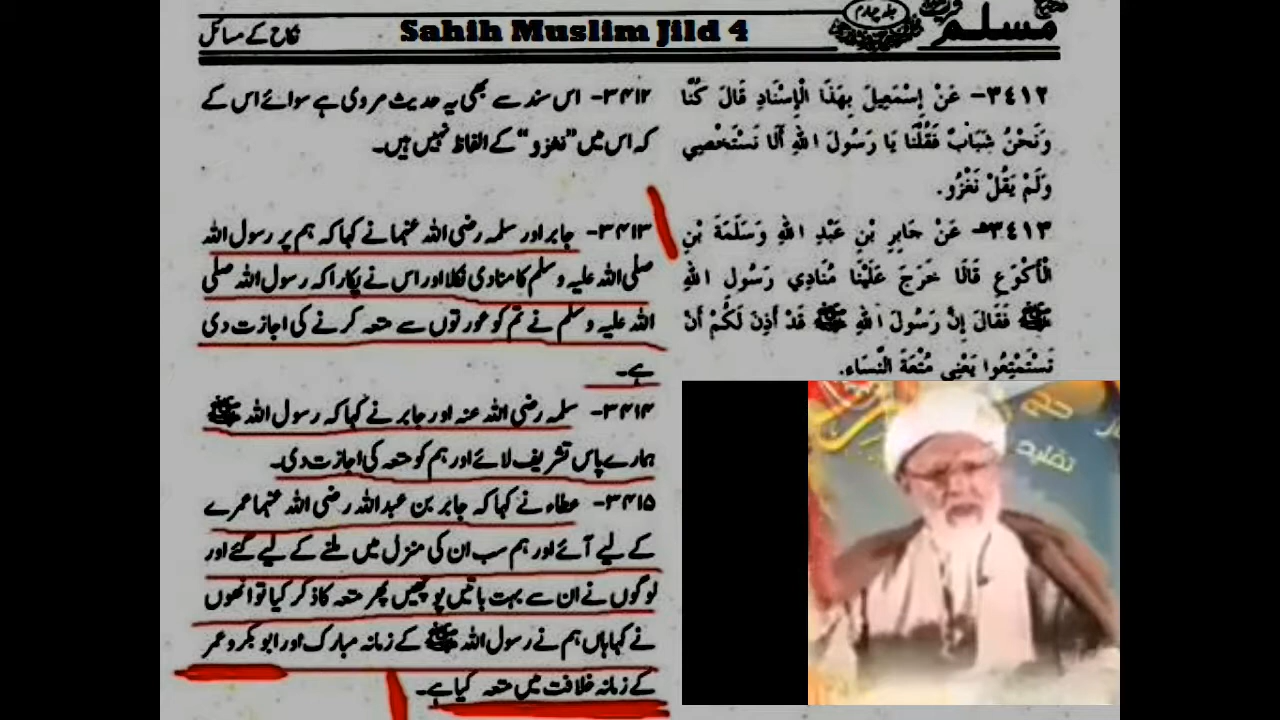 نکاح کے مسائل
Sahih Muslim Jild 4
جلد چہارم
مسلم
٣٤١٢- عَنْ إِسْمَعِيلَ بِهَذَا الْإِسْنَادِ قَالَ كُنَّا
وَنَحْنُ شَبَابٌ فَقُلْنَا يَا رَسُولَ اللهِ أَلَا نَسْتَخْصِي
وَلَمْ يَقُلْ نَغْزُو.
٣٤١٣- عَنْ جَابِرِ بْنِ عَبْدِ اللهِ وَسَلَمَةَ بْنِ
الْأَكْوَعِ قَالَا خَرَجَ عَلَيْنَا مُنَادِي رَسُولِ اللهِ
ﷺ فَقَالَ إِنَّ رَسُولَ اللهِ ﷺ قَدْ أَذِنَ لَكُمْ أَنْ
تَسْتَمْتِعُوا يَعْنِي مُتْعَةَ النِّسَاءِ.
۳۴۱۲- اس سند سے بھی یہ حدیث مروی ہے سوائے اس کے
کہ اس میں ”نغزو“ کے الفاظ نہیں ہیں۔
۳۴۱۳- جابر اور سلمہ رضی اللہ عنہما نے کہا کہ ہم پر رسول اللہ
صلی اللہ علیہ وسلم کا منادی نکلا اور اس نے پکارا کہ رسول اللہ صلی
اللہ علیہ وسلم نے تم کو عورتوں سے متعہ کرنے کی اجازت دی
ہے۔
۳۴۱۴- سلمہ رضی اللہ عنہ اور جابر نے کہا کہ رسول اللہ ﷺ
ہمارے پاس تشریف لائے اور ہم کو متعہ کی اجازت دی۔
۳۴۱۵- عطاء نے کہا کہ جابر بن عبداللہ رضی اللہ عنہما عمرے
کے لیے آئے اور ہم سب ان کی منزل میں ملنے کے لیے گئے اور
لوگوں نے ان سے بہت باتیں پوچھیں پھر متعہ کا ذکر کیا تو انھوں
نے کہا ہاں ہم نے رسول اللہ ﷺ کے زمانہ مبارک اور ابوبکر و عمر
کے زمانہ خلافت میں متعہ کیا ہے۔
حج
تقلید